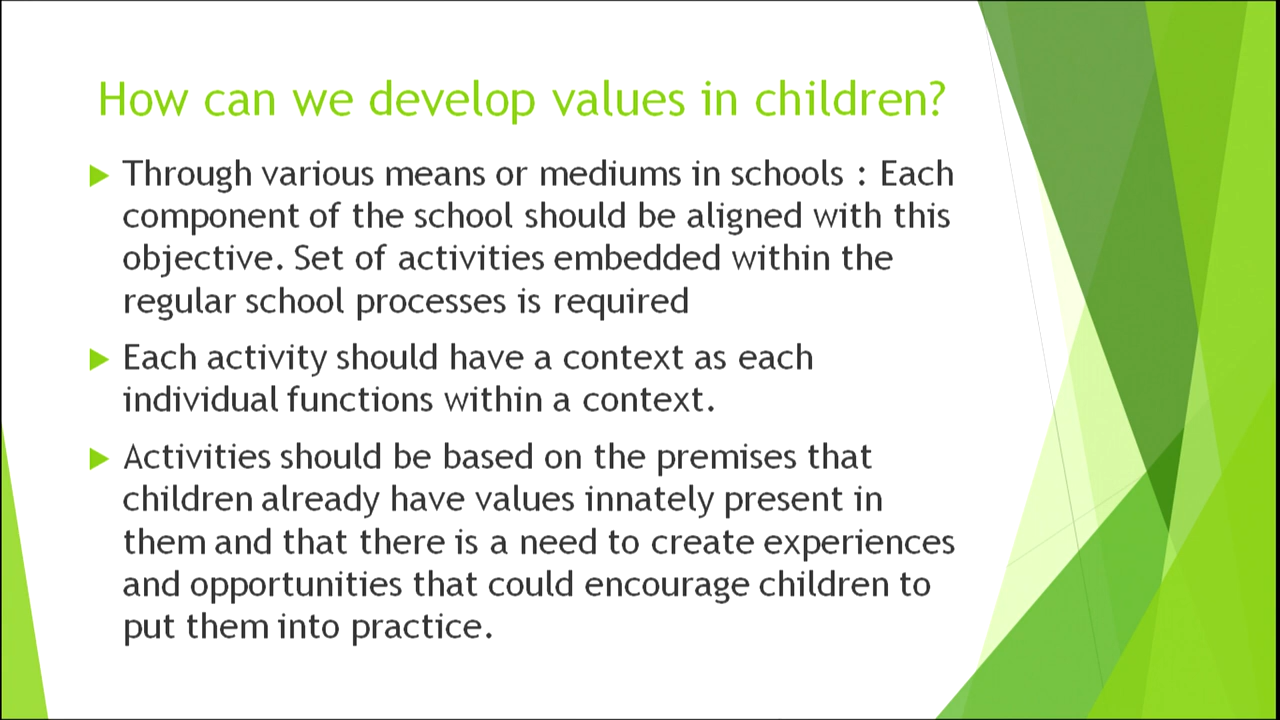 How can we develop values in children?
Through various means or mediums in schools : Each
component of the school should be aligned with this
objective. Set of activities embedded within the
regular school processes is required
Each activity should have a context as each
individual functions within a context.
Activities should be based on the premises that
children already have values innately present in
them and that there is a need to create experiences
and opportunities that could encourage children to
put them into practice.